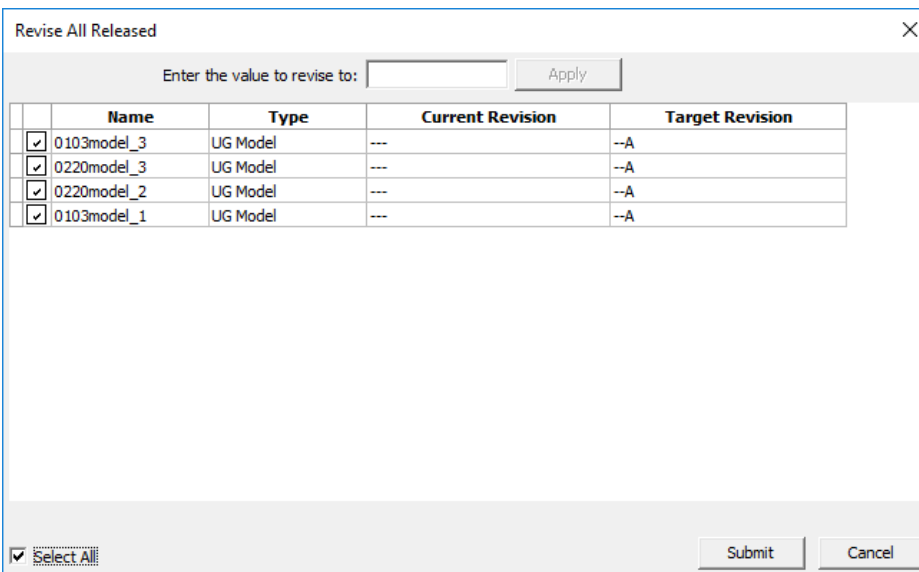 Revise All Released
Enter the value to revise to: Apply
Name Type Current Revision Target Revision
0103model_3 UG Model --- --A
0220model_3 UG Model --- --A
0220model_2 UG Model --- --A
0103model_1 UG Model --- --A
Select All Submit Cancel